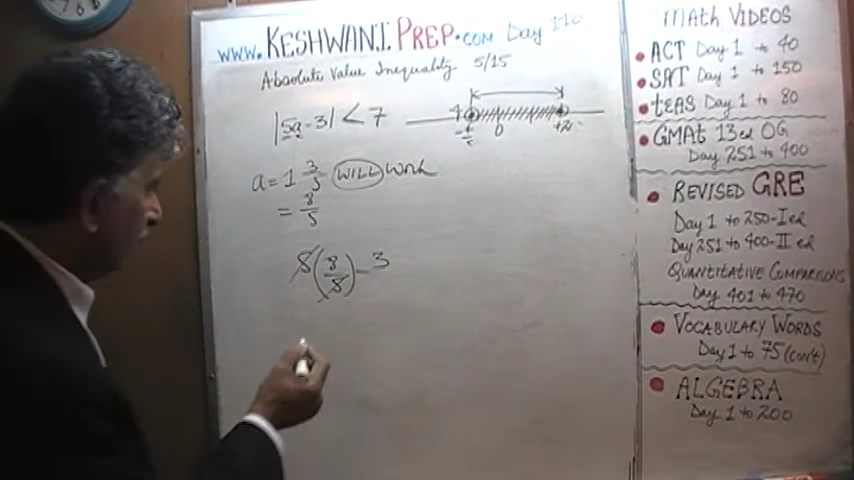 www.KESHWANIPREP.COM Day 110
Absolute Value Inequality 5/15
|5a-3| < 7
0 +2
a = 1 3/5 WILL work
= 8/5
5(8/5) - 3
Math VIDEOS
• ACT Day 1 to 40
• SAT Day 1 to 150
• tEAS Day 1 to 80
• GMAt 13 ed OG
Day 251 to 400
• REVISED GRE
Day 1 to 250-I ed
Day 251 to 400-II ed
QUANTITATIVE COMPARISONS
Day 401 to 470
• VOCABULARY WORDS
Day 1 to 75 (con't)
• ALGEBRA
Day 1 to 200